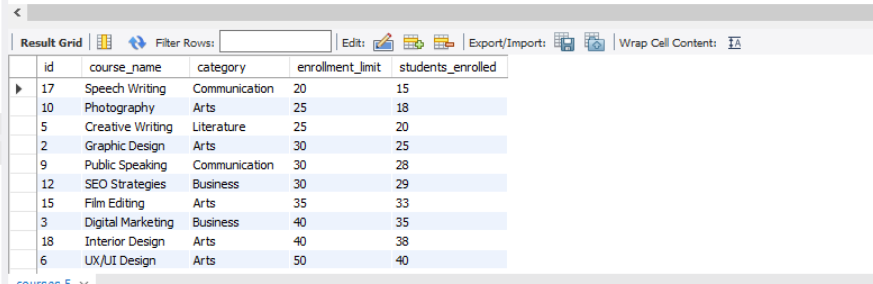 Result Grid Filter Rows: Edit: Export/Import: Wrap Cell Content: IA
id course_name category enrollment_limit students_enrolled
17 Speech Writing Communication 20 15
10 Photography Arts 25 18
5 Creative Writing Literature 25 20
2 Graphic Design Arts 30 25
9 Public Speaking Communication 30 28
12 SEO Strategies Business 30 29
15 Film Editing Arts 35 33
3 Digital Marketing Business 40 35
18 Interior Design Arts 40 38
6 UX/UI Design Arts 50 40
courses 5